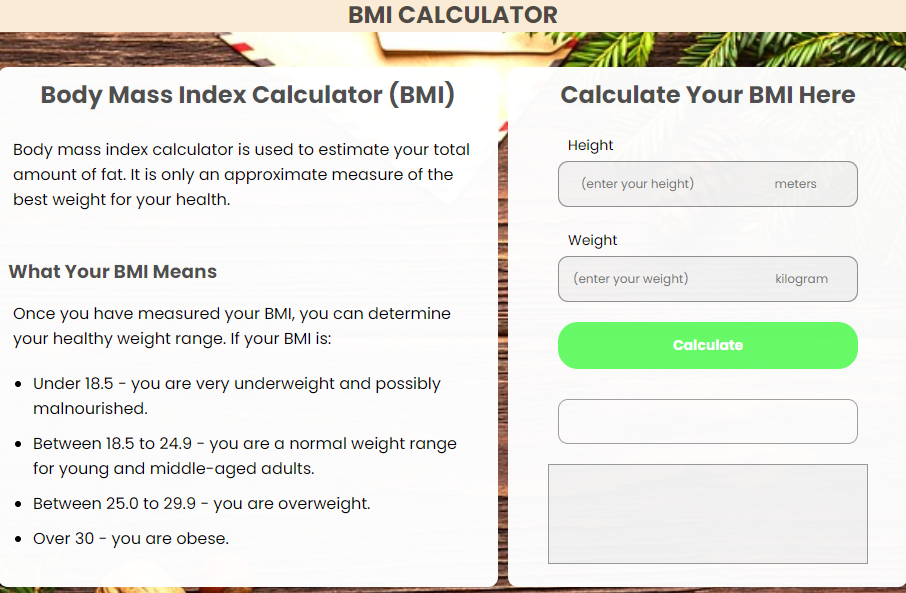 BMI CALCULATOR
Body Mass Index Calculator (BMI)
Body mass index calculator is used to estimate your total
amount of fat. It is only an approximate measure of the
best weight for your health.
What Your BMI Means
Once you have measured your BMI, you can determine
your healthy weight range. If your BMI is:
Under 18.5 - you are very underweight and possibly
malnourished.
Between 18.5 to 24.9 - you are a normal weight range
for young and middle-aged adults.
Between 25.0 to 29.9 - you are overweight.
Over 30 - you are obese.
Calculate Your BMI Here
Height
(enter your height) meters
Weight
(enter your weight) kilogram
Calculate